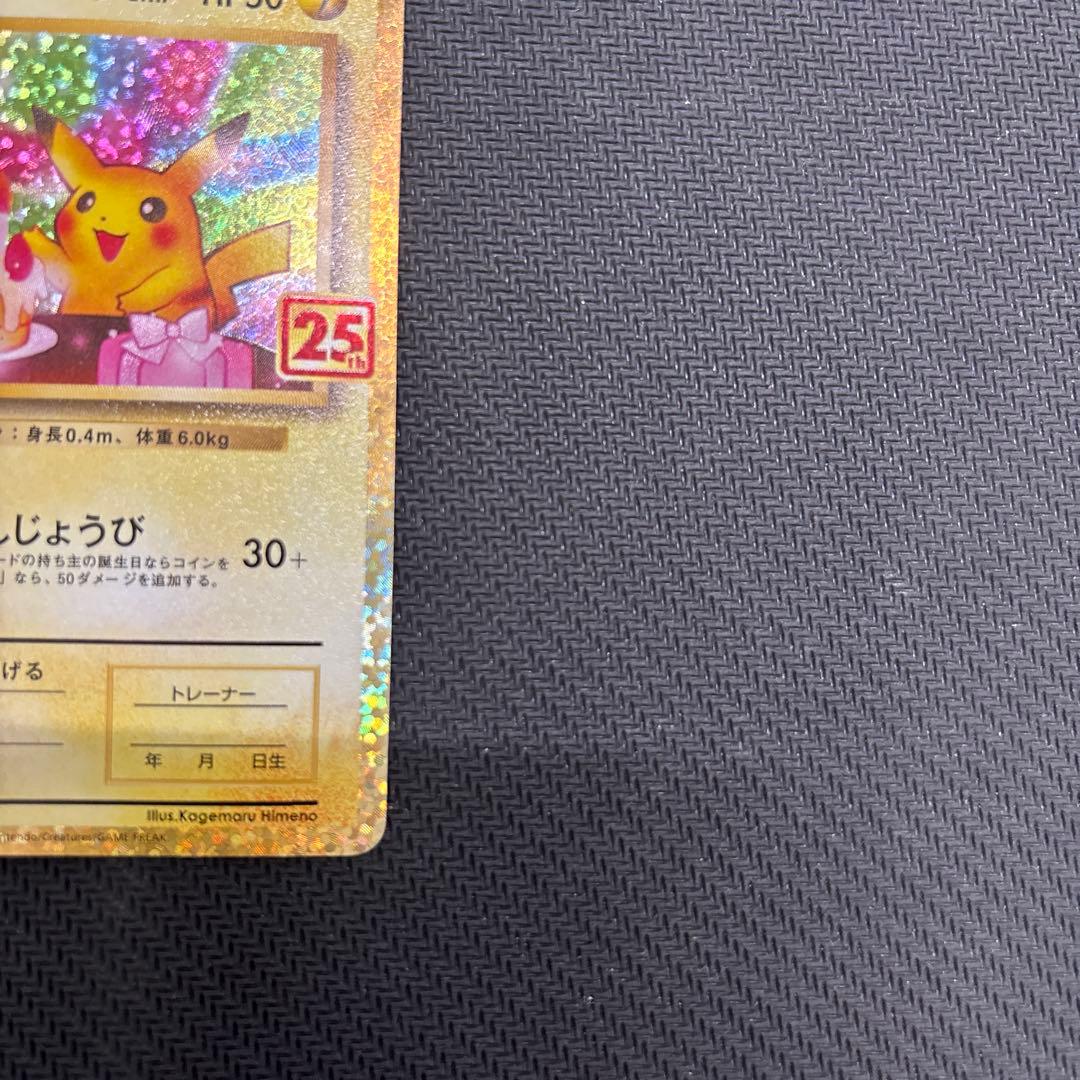 HP50
25th
：身長0.4m、体重6.0kg
じょうび
30+
ードの持ち主の誕生日ならコインを
」なら、50ダメージを追加する。
げる
トレーナー
年 月 日生
Illus.Kagemaru Himeno
ntendo/Creatures/GAME FREAK